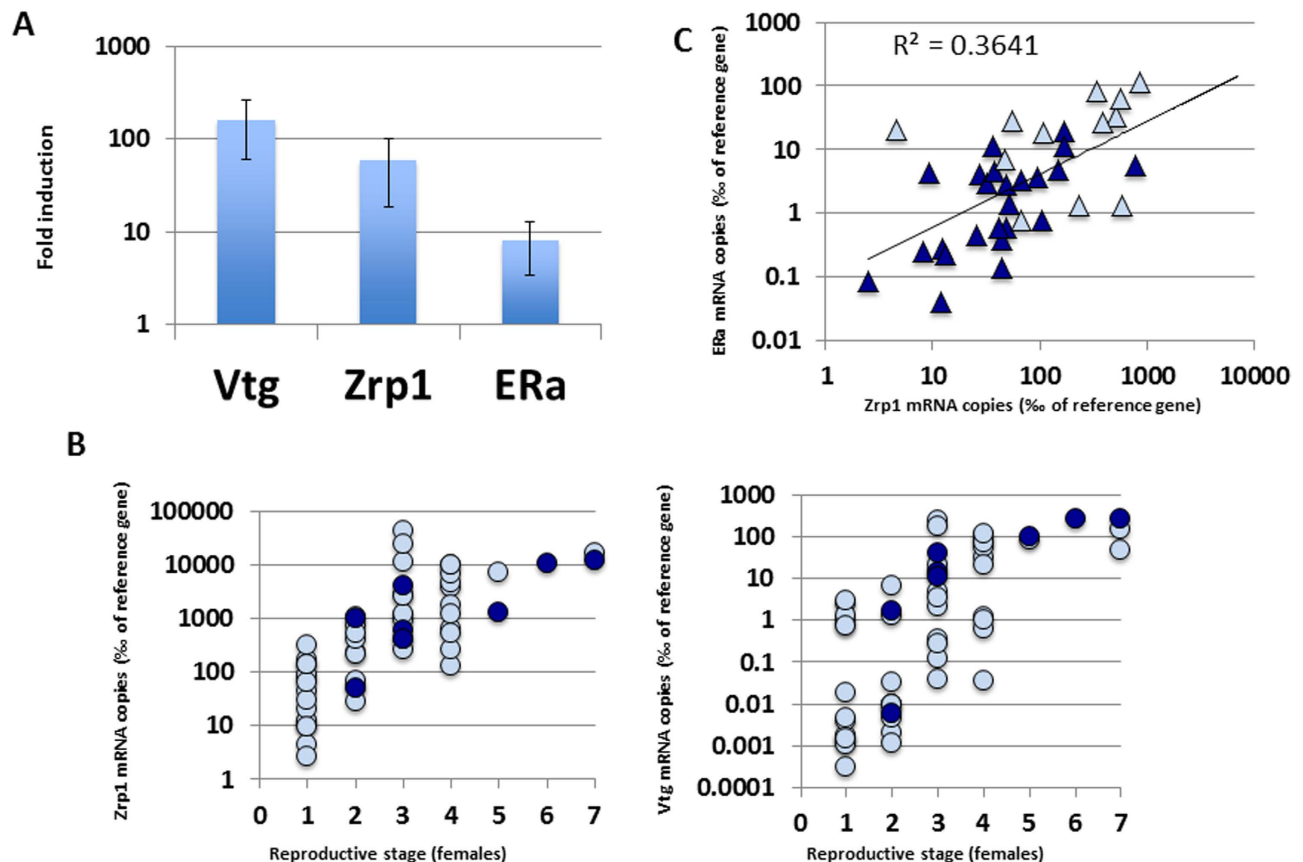 A
Fold induction
1000
100
10
1
Vtg Zrp1 ERa
C
R² = 0.3641
ERa mRNA copies (‰ of reference gene)
1000
100
10
1
0.1
0.01
1 10 100 1000 10000
Zrp1 mRNA copies (‰ of reference gene)
B
Zrp1 mRNA copies (‰ of reference gene)
100000
10000
1000
100
10
1
0 1 2 3 4 5 6 7
Reproductive stage (females)
Vtg mRNA copies (‰ of reference gene)
1000
100
10
1
0.1
0.01
0.001
0.0001
0 1 2 3 4 5 6 7
Reproductive stage (females)